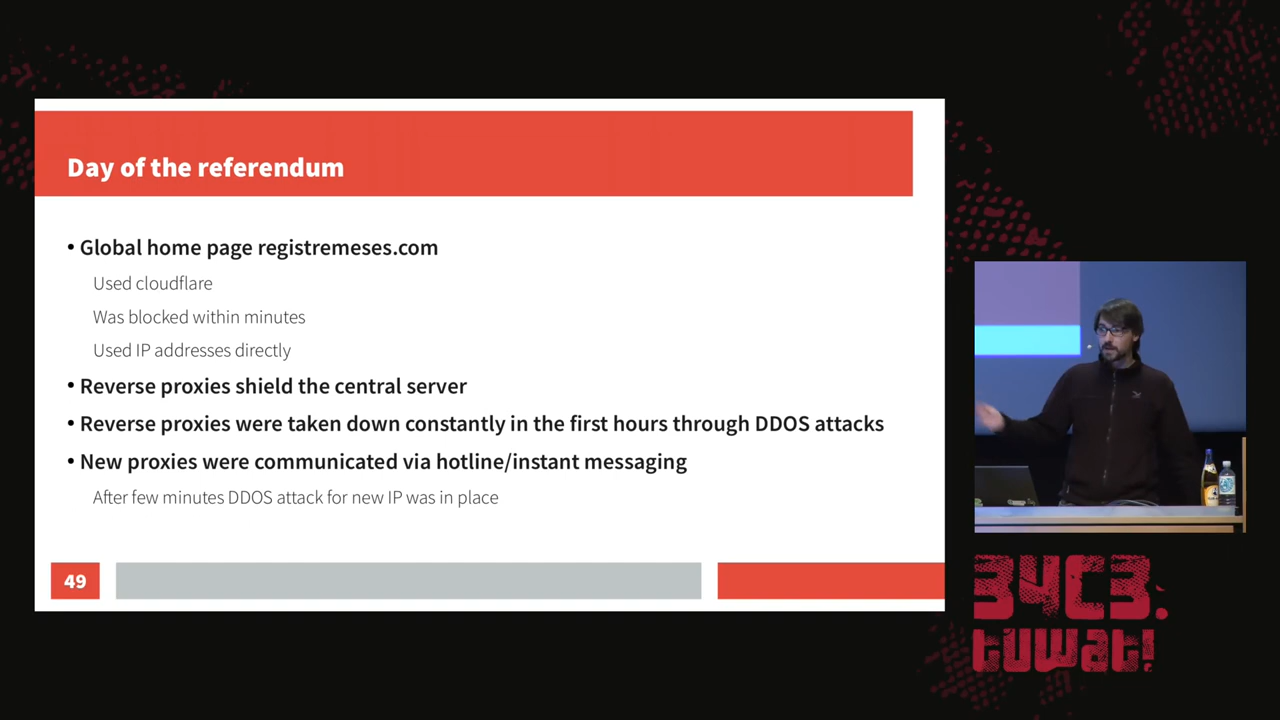 Day of the referendum
• Global home page registremeses.com
Used cloudflare
Was blocked within minutes
Used IP addresses directly
• Reverse proxies shield the central server
• Reverse proxies were taken down constantly in the first hours through DDOS attacks
• New proxies were communicated via hotline/instant messaging
After few minutes DDOS attack for new IP was in place
49
34C3.
tuwat!